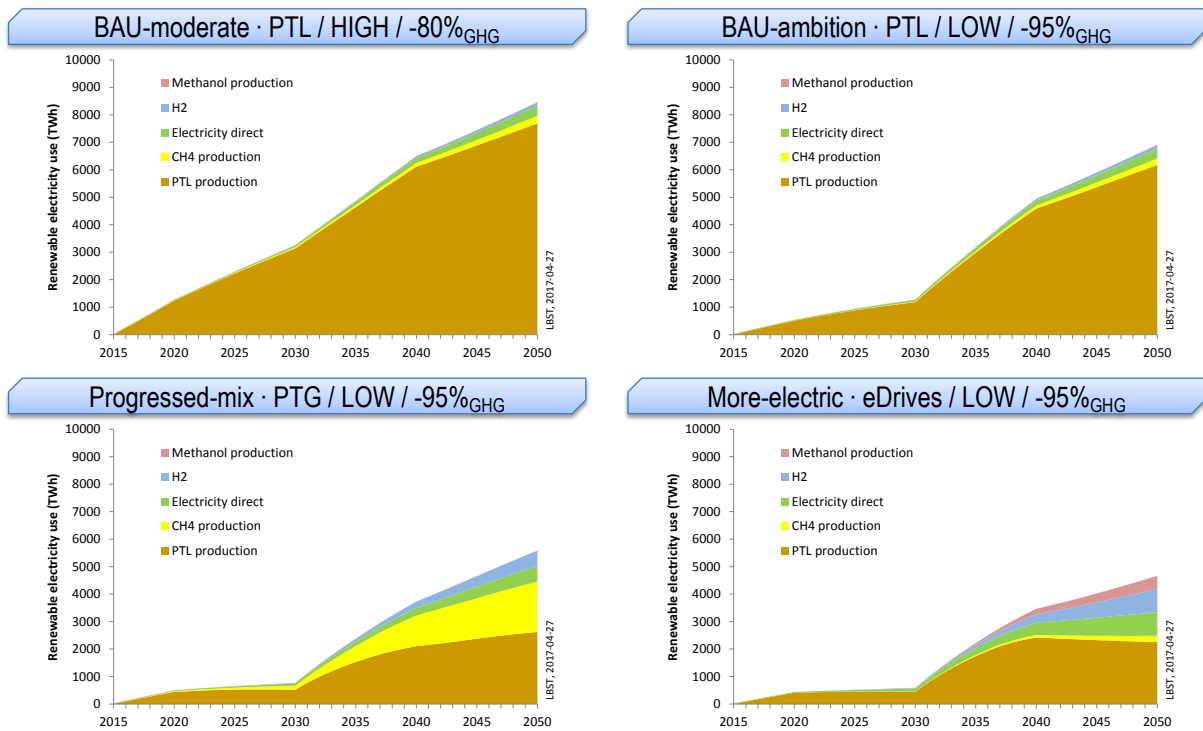 BAU-moderate · PTL / HIGH / -80%GHG
Renewable electricity use (TWh)
10000
9000
8000
7000
6000
5000
4000
3000
2000
1000
0
Methanol production
H2
Electricity direct
CH4 production
PTL production
LBST, 2017-04-27
2015 2020 2025 2030 2035 2040 2045 2050
BAU-ambition · PTL / LOW / -95%GHG
Renewable electricity use (TWh)
10000
9000
8000
7000
6000
5000
4000
3000
2000
1000
0
Methanol production
H2
Electricity direct
CH4 production
PTL production
LBST, 2017-04-27
2015 2020 2025 2030 2035 2040 2045 2050
Progressed-mix · PTG / LOW / -95%GHG
Renewable electricity use (TWh)
10000
9000
8000
7000
6000
5000
4000
3000
2000
1000
0
Methanol production
H2
Electricity direct
CH4 production
PTL production
LBST, 2017-04-27
2015 2020 2025 2030 2035 2040 2045 2050
More-electric · eDrives / LOW / -95%GHG
Renewable electricity use (TWh)
10000
9000
8000
7000
6000
5000
4000
3000
2000
1000
0
Methanol production
H2
Electricity direct
CH4 production
PTL production
LBST, 2017-04-27
2015 2020 2025 2030 2035 2040 2045 2050